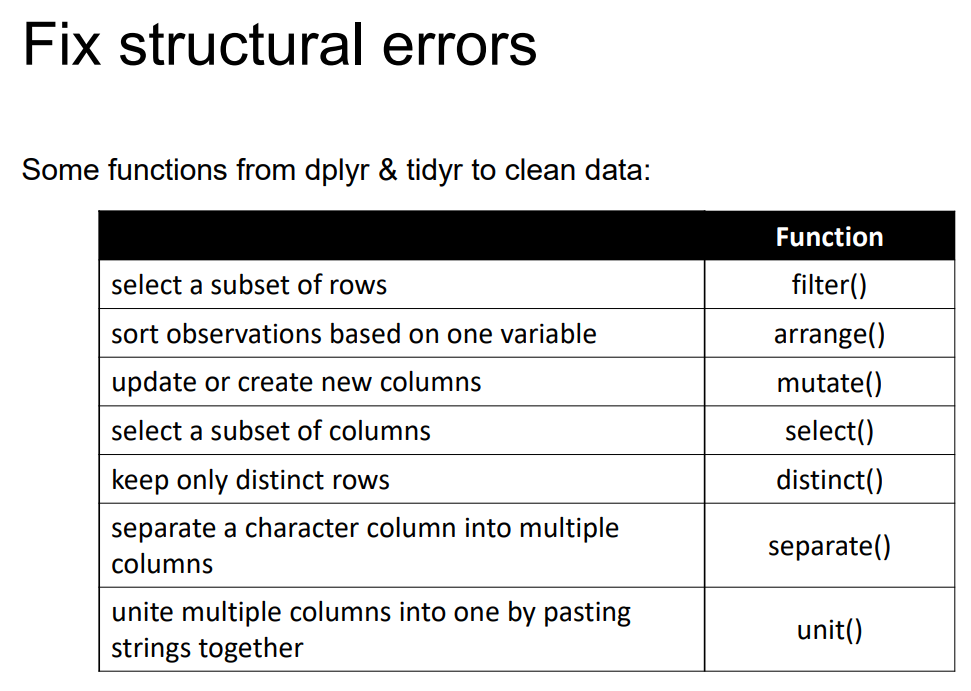 Fix structural errors
Some functions from dplyr & tidyr to clean data:
Function
select a subset of rows filter()
sort observations based on one variable arrange()
update or create new columns mutate()
select a subset of columns select()
keep only distinct rows distinct()
separate a character column into multiple
columns
separate()
unite multiple columns into one by pasting
strings together
unit()